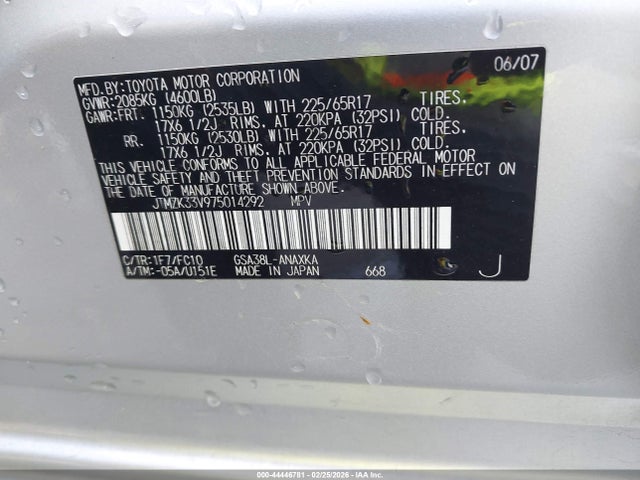 06/07
MFD.BY:TOYOTA MOTOR CORPORATION
GVWR:2085KG (4600LB)
GAWR:FRT. 1150KG (2535LB) WITH 225/65R17 TIRES.
17X6 1/2J RIMS. AT 220KPA (32PSI) COLD.
RR. 1150KG (2530LB) WITH 225/65R17 TIRES.
17X6 1/2J RIMS. AT 220KPA (32PSI) COLD.
THIS VEHICLE CONFORMS TO ALL APPLICABLE FEDERAL MOTOR
VEHICLE SAFETY AND THEFT PREVENTION STANDARDS IN EFFECT ON
THE DATE OF MANUFACTURE SHOWN ABOVE.
JTMZK33V975014292 MPV
C/TR:1F7/FC10 GSA38L-ANAXKA
A/TM:-05A/U151E MADE IN JAPAN 668 J
000-44446781 - 02/25/2026 - IAAI.COM